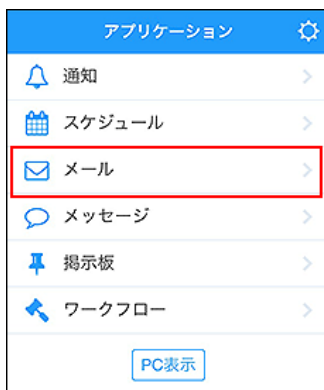 アプリケーション
通知
スケジュール
メール
メッセージ
掲示板
ワークフロー
PC表示